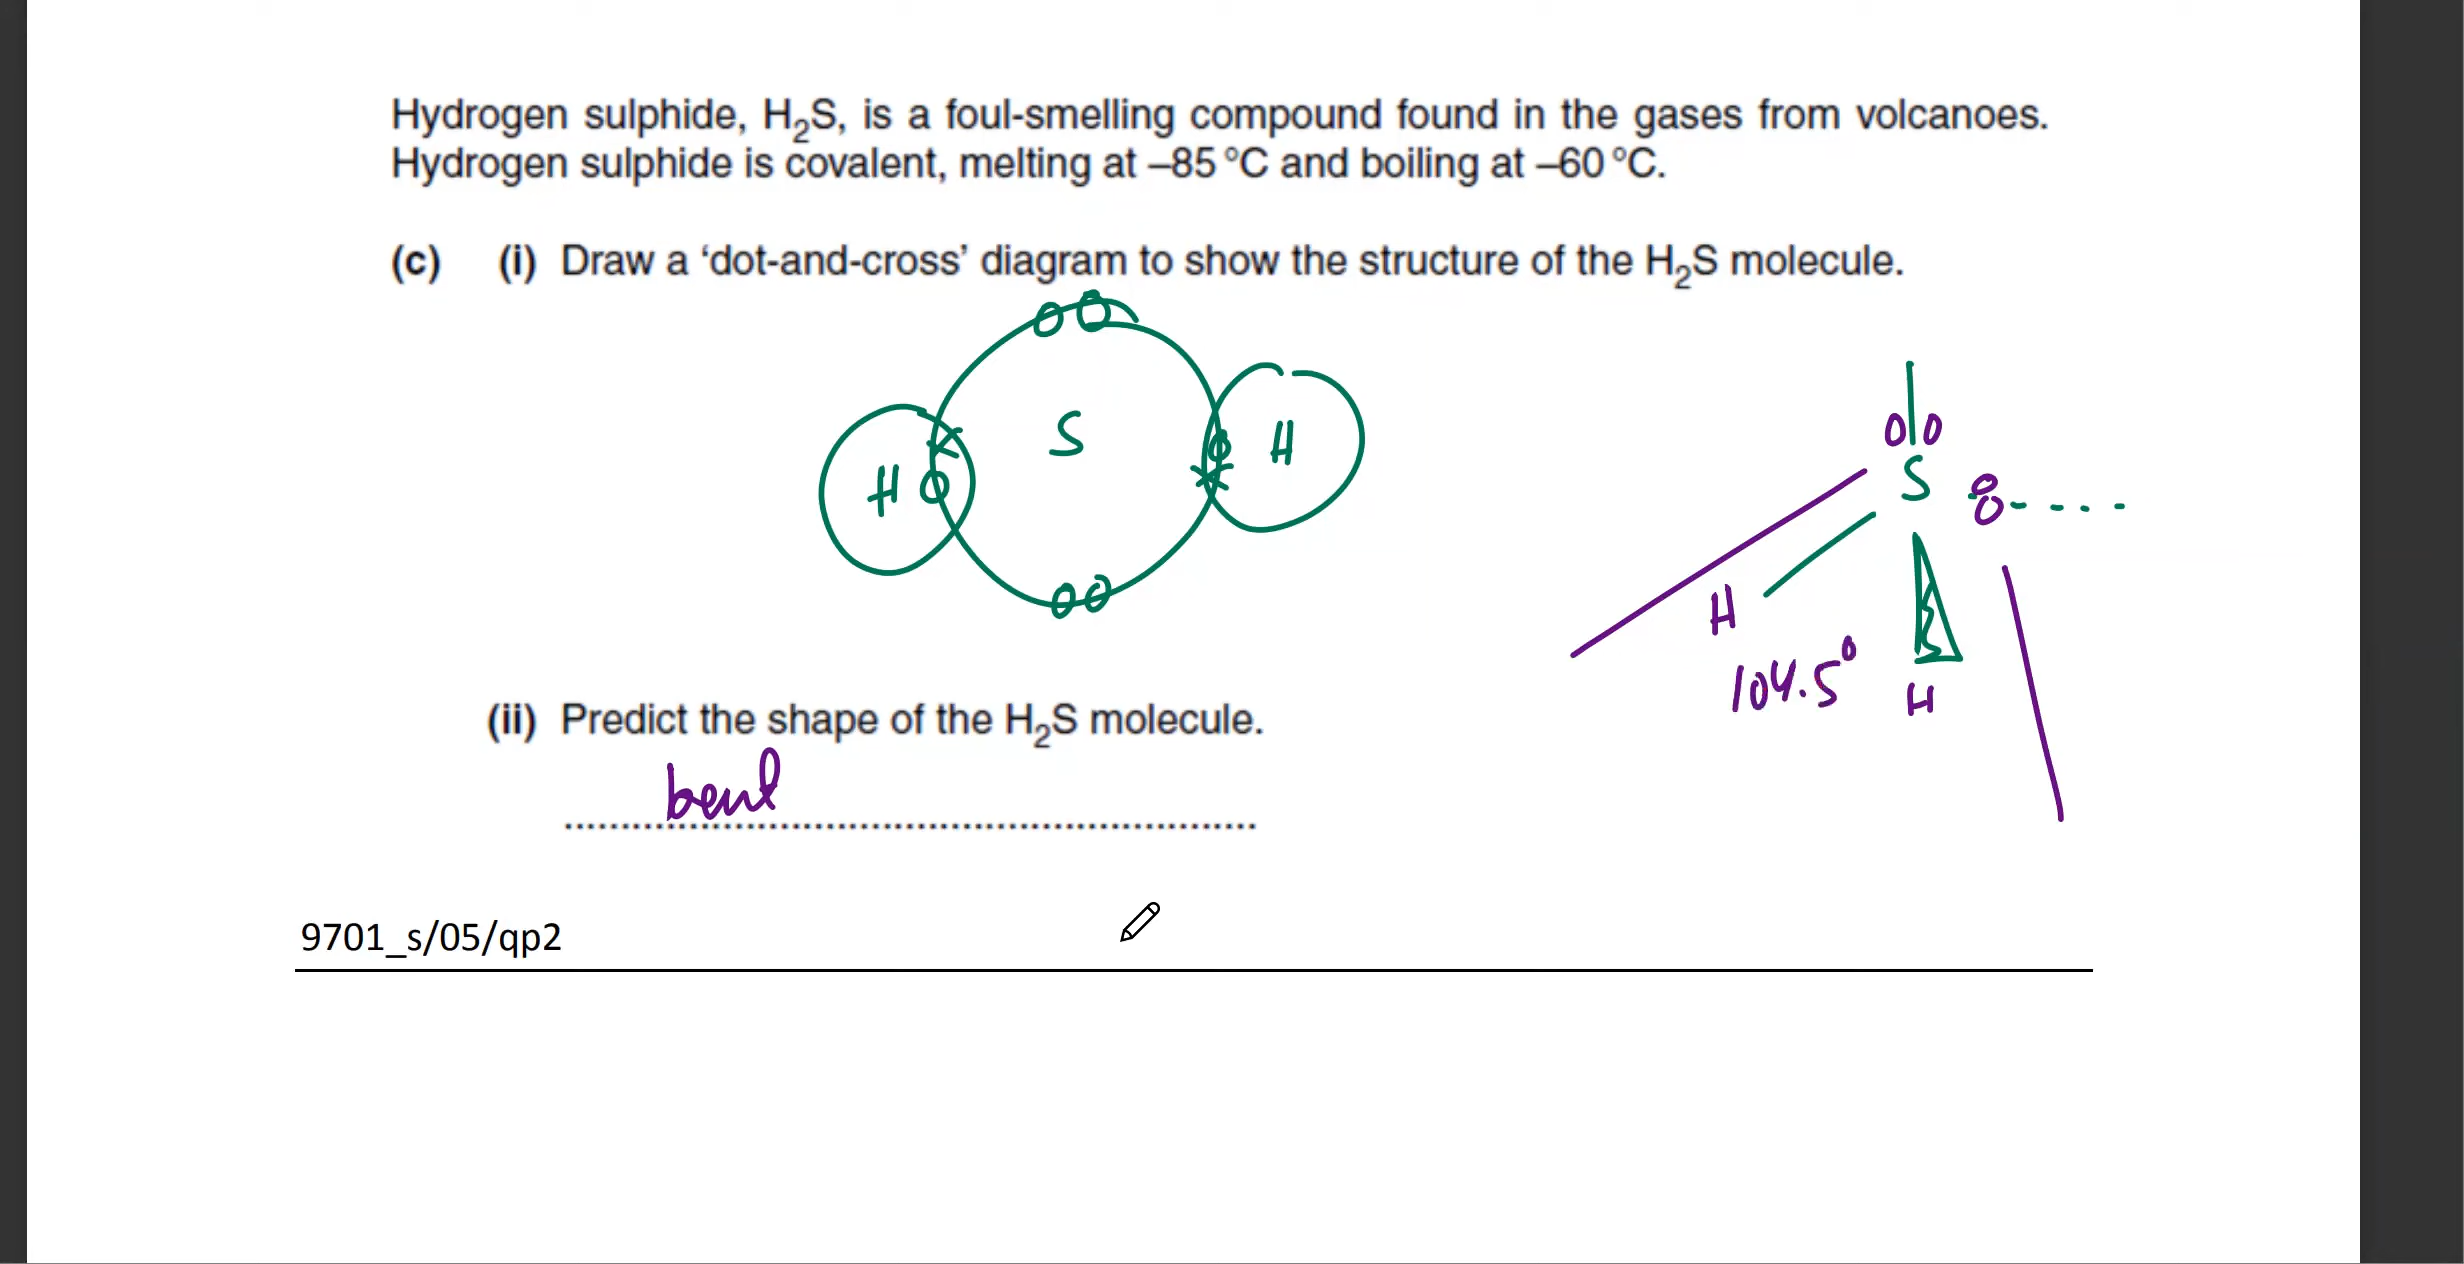 Hydrogen sulphide, H₂S, is a foul-smelling compound found in the gases from volcanoes.
Hydrogen sulphide is covalent, melting at –85 °C and boiling at –60 °C.
(c) (i) Draw a ‘dot-and-cross’ diagram to show the structure of the H₂S molecule.
H S H
S
H
104.5°
H
(ii) Predict the shape of the H₂S molecule.
bent
9701_s/05/qp2